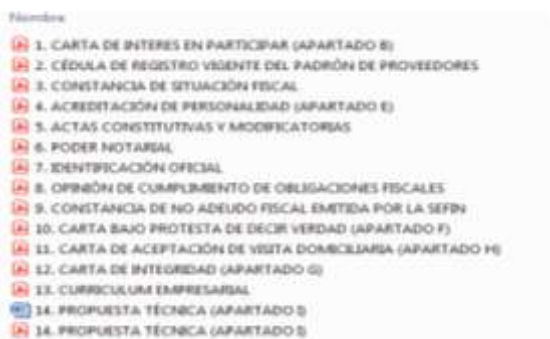 Nombre
1. CARTA DE INTERES EN PARTICIPAR (APARTADO B)
2. CÉDULA DE REGISTRO VIGENTE DEL PADRÓN DE PROVEEDORES
3. CONSTANCIA DE SITUACIÓN FISCAL
4. ACREDITACIÓN DE PERSONALIDAD (APARTADO E)
5. ACTAS CONSTITUTIVAS Y MODIFICATORIAS
6. PODER NOTARIAL
7. IDENTIFICACIÓN OFICIAL
8. OPINIÓN DE CUMPLIMIENTO DE OBLIGACIONES FISCALES
9. CONSTANCIA DE NO ADEUDO FISCAL EMITIDA POR LA SEFIN
10. CARTA BAJO PROTESTA DE DECIR VERDAD (APARTADO F)
11. CARTA DE ACEPTACIÓN DE VISITA DOMICILIARIA (APARTADO H)
12. CARTA DE INTEGRIDAD (APARTADO G)
13. CURRICULUM EMPRESARIAL
14. PROPUESTA TÉCNICA (APARTADO I)
14. PROPUESTA TÉCNICA (APARTADO I)